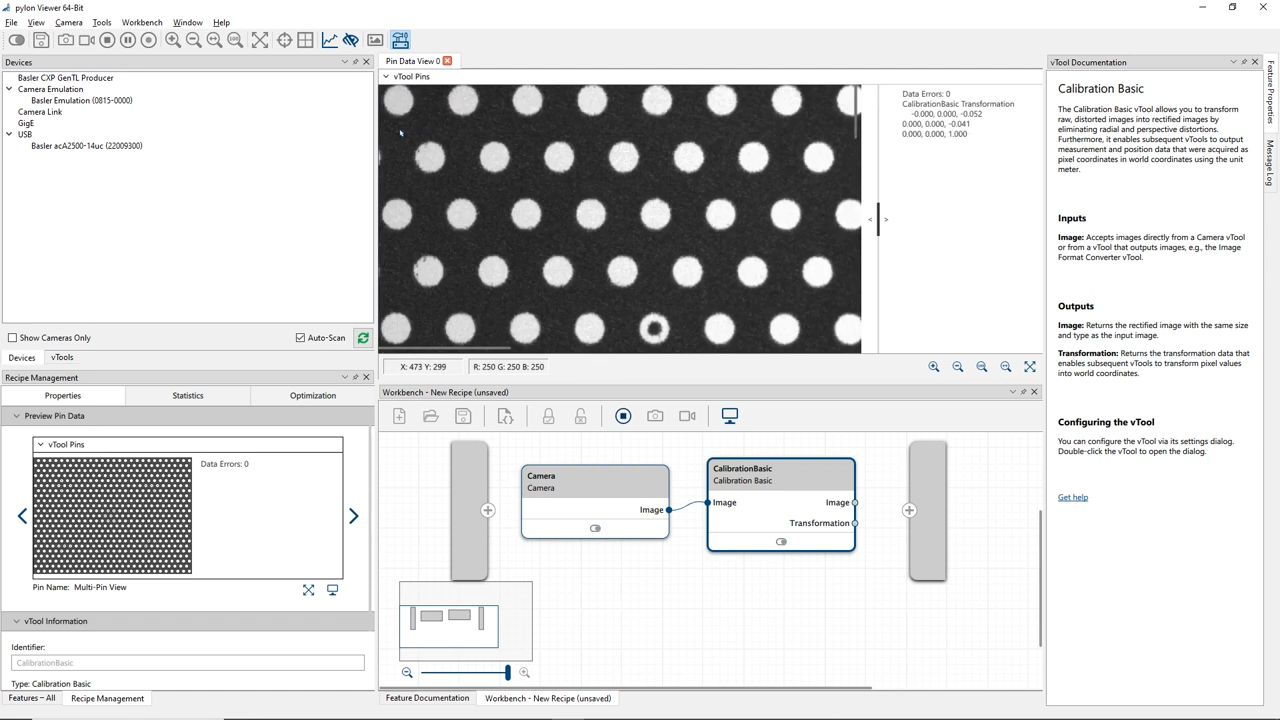 pylon Viewer 64-Bit
File View Camera Tools Workbench Window Help
Devices
Basler CXP GenTL Producer
Camera Emulation
Basler Emulation (0815-0000)
Camera Link
GigE
USB
Basler acA2500-14uc (22009300)
Show Cameras Only
Auto-Scan
Devices vTools
Recipe Management
Properties Statistics Optimization
Preview Pin Data
vTool Pins
Data Errors: 0
Pin Name: Multi-Pin View
vTool Information
Identifier:
CalibrationBasic
Type: Calibration Basic
Features – All Recipe Management
Pin Data View 0
vTool Pins
Data Errors: 0
CalibrationBasic Transformation
-0.000, 0.000, -0.052
0.000, 0.000, -0.041
0.000, 0.000, 1.000
X: 473 Y: 299 R: 250 G: 250 B: 250
Workbench - New Recipe (unsaved)
Camera
Camera
Image
CalibrationBasic
Calibration Basic
Image Image
Transformation
Feature Documentation Workbench - New Recipe (unsaved)
vTool Documentation
Calibration Basic
The Calibration Basic vTool allows you to transform
raw, distorted images into rectified images by
eliminating radial and perspective distortions.
Furthermore, it enables subsequent vTools to output
measurement and position data that were acquired as
pixel coordinates in world coordinates using the unit
meter.
Inputs
Image: Accepts images directly from a Camera vTool
or from a vTool that outputs images, e.g., the Image
Format Converter vTool.
Outputs
Image: Returns the rectified image with the same size
and type as the input image.
Transformation: Returns the transformation data that
enables subsequent vTools to transform pixel values
into world coordinates.
Configuring the vTool
You can configure the vTool via its settings dialog.
Double-click the vTool to open the dialog.
Get help
Feature Properties
Message Log